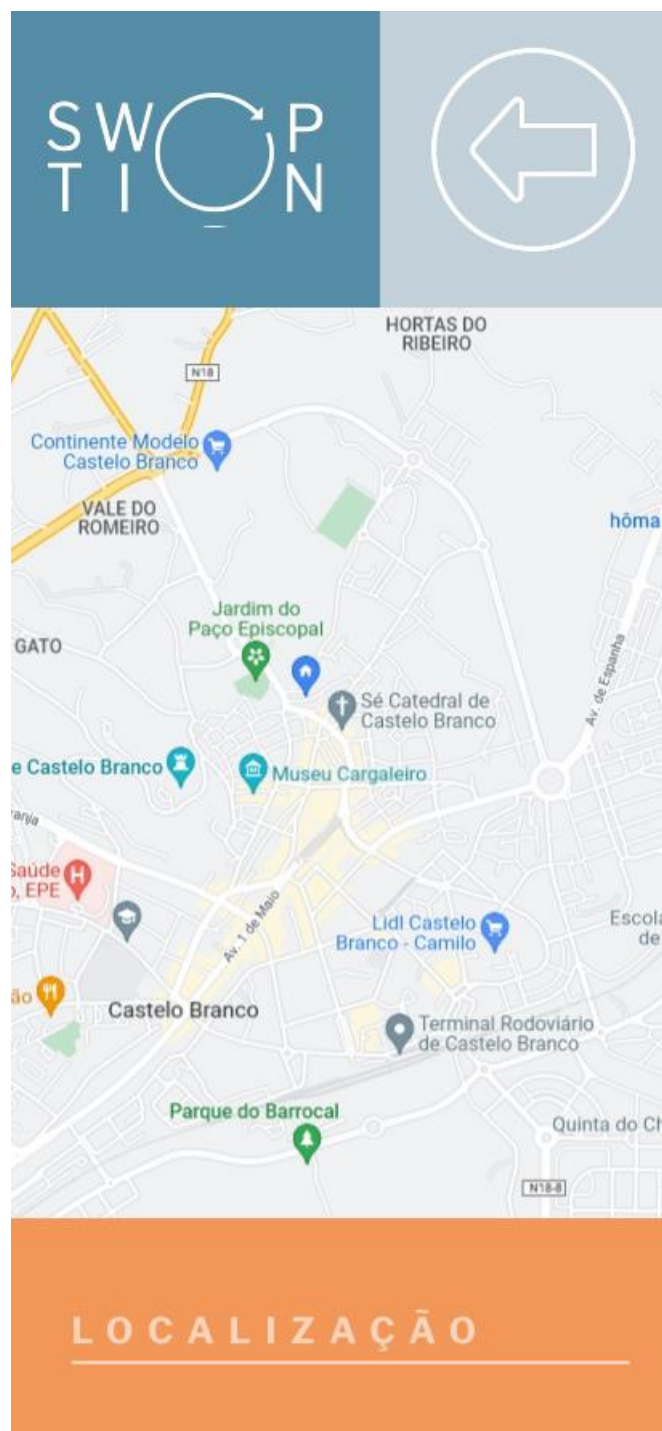 SWOP
TION
HORTAS DO
RIBEIRO
N18
Continente Modelo
Castelo Branco
VALE DO
ROMEIRO
hôma
Jardim do
Paço Episcopal
GATO
Av. de Espanha
Sé Catedral de
Castelo Branco
e Castelo Branco
Museu Cargaleiro
ranja
Saúde
, EPE
Av. 1 de Maio
Lidl Castelo
Branco - Camilo
Escola
de
ão
Castelo Branco
Terminal Rodoviário
de Castelo Branco
Parque do Barrocal
Quinta do Ch
N18-8
LOCALIZAÇÃO